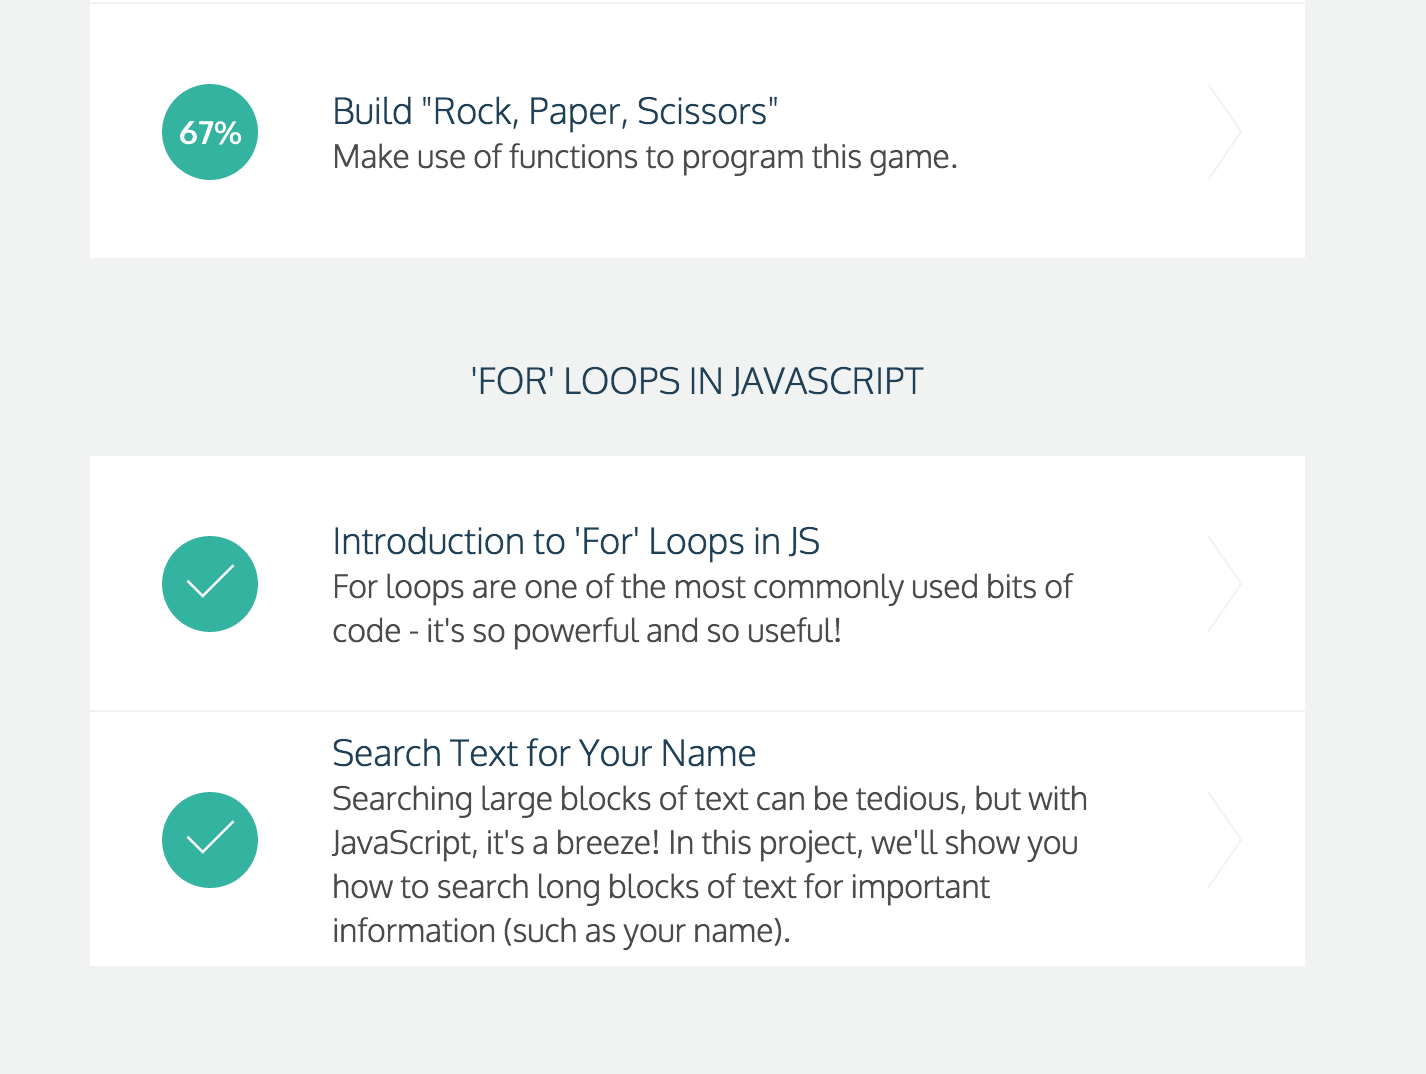 67%
Build "Rock, Paper, Scissors"
Make use of functions to program this game.
'FOR' LOOPS IN JAVASCRIPT
Introduction to 'For' Loops in JS
For loops are one of the most commonly used bits of
code - it's so powerful and so useful!
Search Text for Your Name
Searching large blocks of text can be tedious, but with
JavaScript, it's a breeze! In this project, we'll show you
how to search long blocks of text for important
information (such as your name).